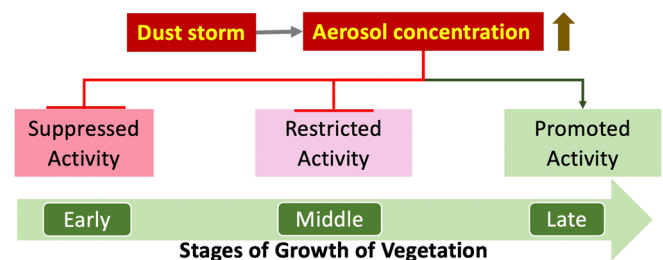 Dust storm
Aerosol concentration
Suppressed
Activity
Restricted
Activity
Promoted
Activity
Early
Middle
Late
Stages of Growth of Vegetation